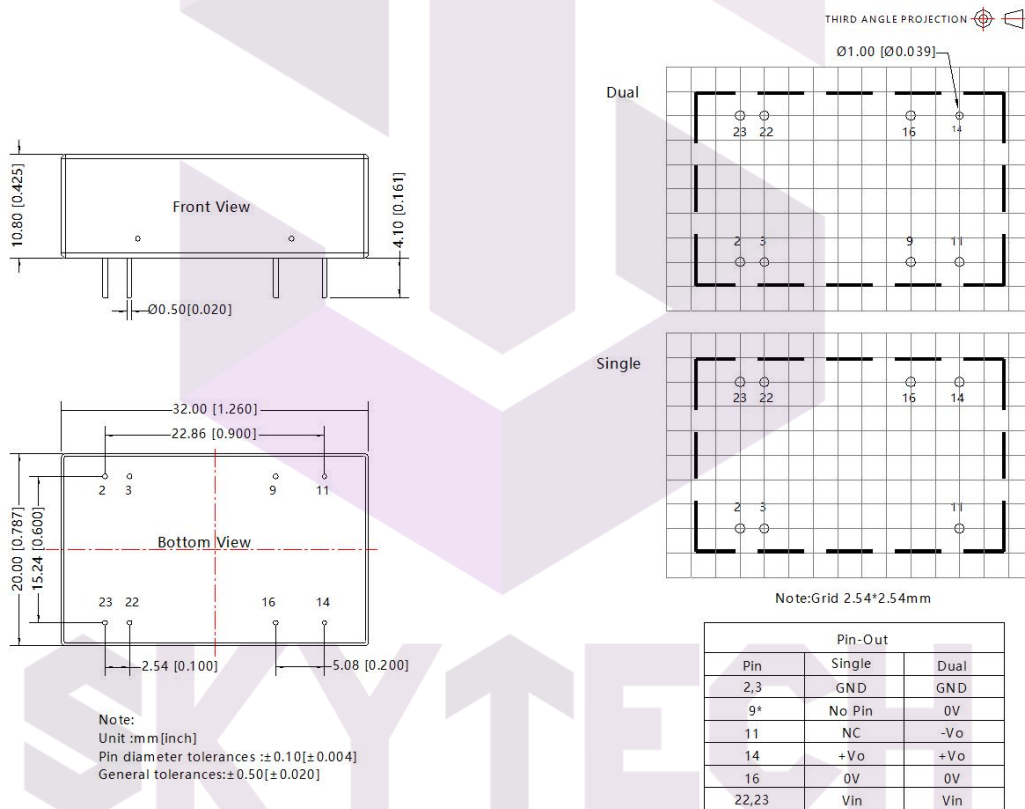 THIRD ANGLE PROJECTION
Ø1.00 [Ø0.039]
Dual
23 22 16 14
2 3 9 11
10.80 [0.425]
Front View
4.10 [0.161]
Ø0.50[0.020]
Single
23 22 16 14
2 3 11
Note:Grid 2.54*2.54mm
32.00 [1.260]
22.86 [0.900]
2 3 9 11
20.00 [0.787]
15.24 [0.600]
Bottom View
23 22 16 14
2.54 [0.100]
5.08 [0.200]
Note:
Unit :mm[inch]
Pin diameter tolerances :±0.10[±0.004]
General tolerances:±0.50[±0.020]
Pin-Out
Pin Single Dual
2,3 GND GND
9* No Pin 0V
11 NC -Vo
14 +Vo +Vo
16 0V 0V
22,23 Vin Vin
SKYTECH